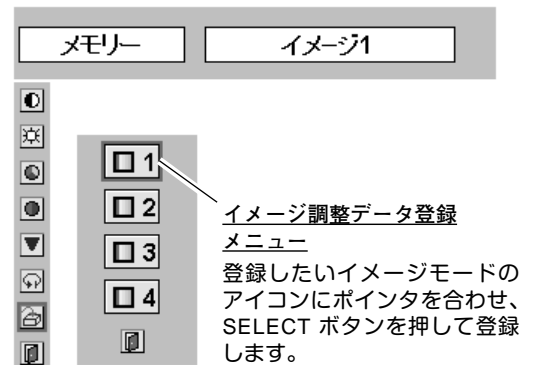 メモリー
イメージ1
1
2
3
4
イメージ調整データ登録
メニュー
登録したいイメージモードの
アイコンにポインタを合わせ、
SELECT ボタンを押して登録
します。